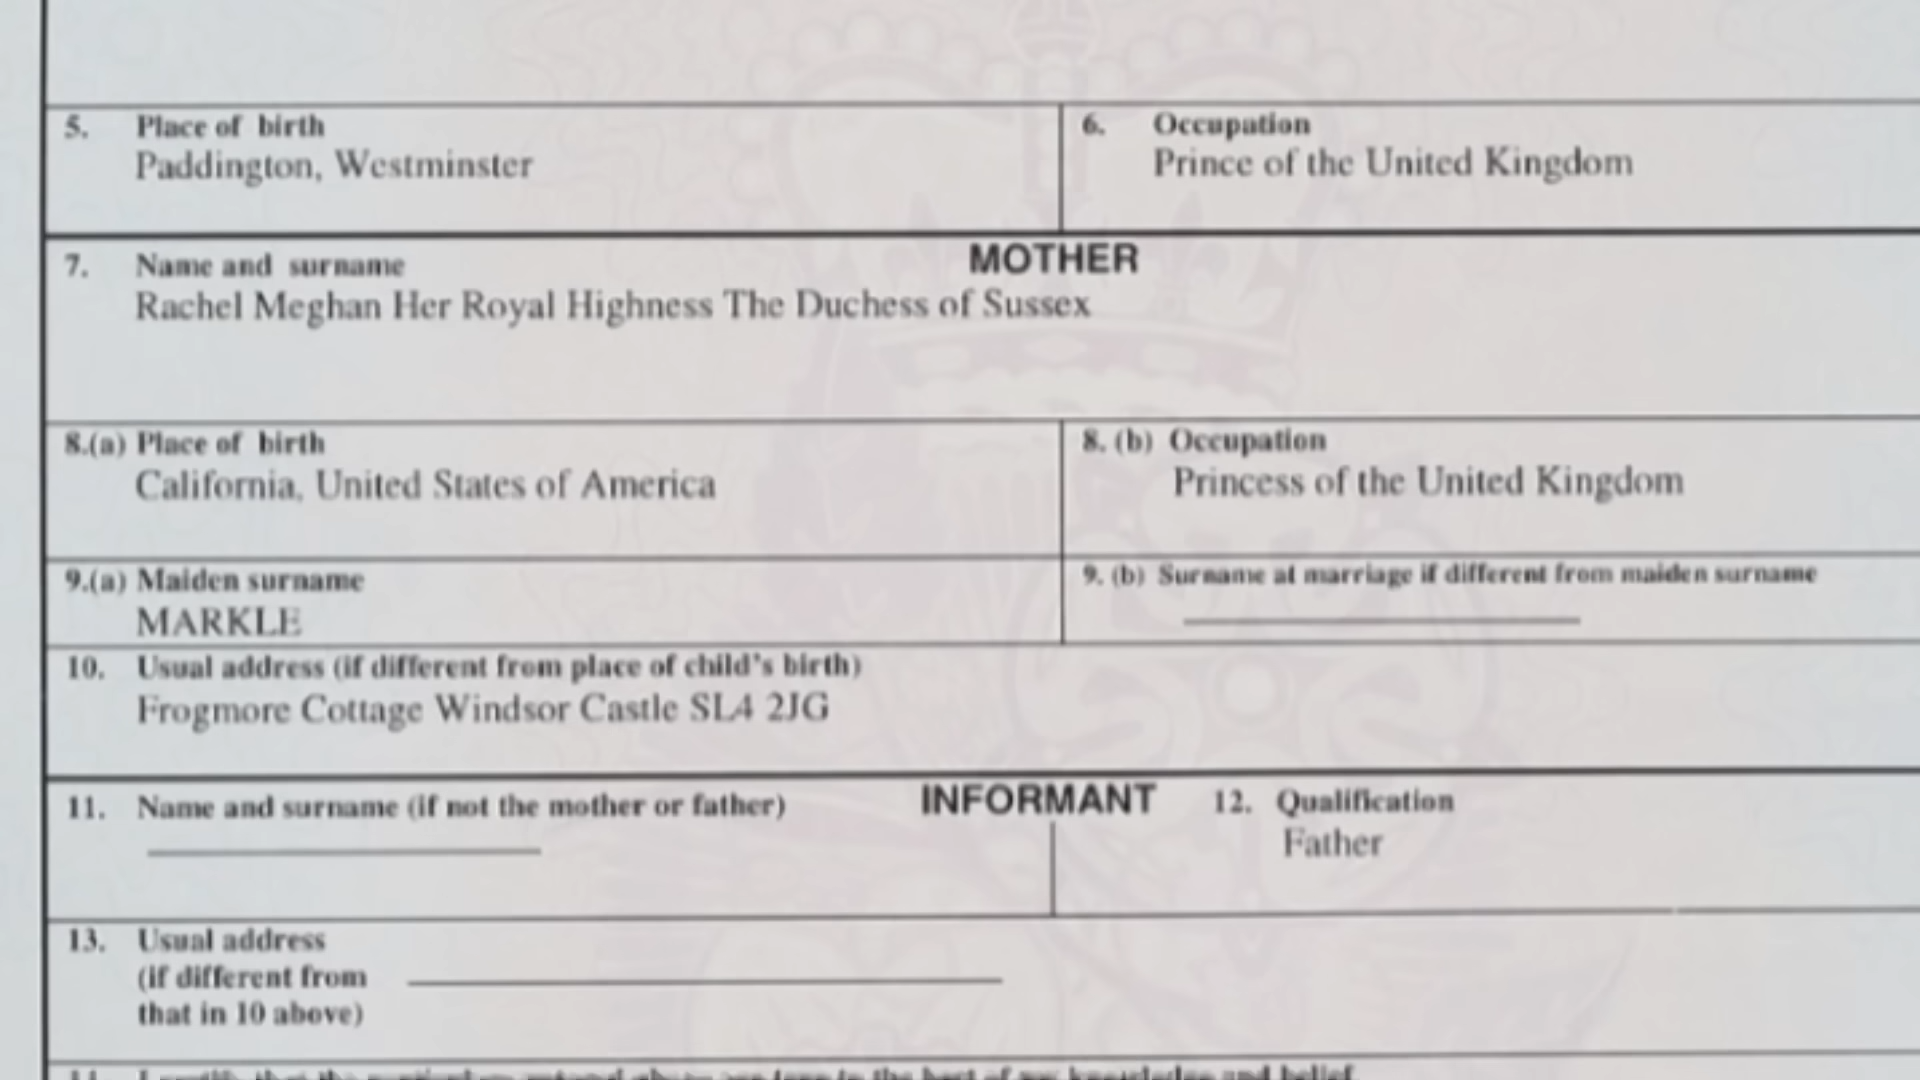 5. Place of birth
Paddington, Westminster
6. Occupation
Prince of the United Kingdom
MOTHER
7. Name and surname
Rachel Meghan Her Royal Highness The Duchess of Sussex
8.(a) Place of birth
California, United States of America
8. (b) Occupation
Princess of the United Kingdom
9.(a) Maiden surname
MARKLE
9. (b) Surname at marriage if different from maiden surname
10. Usual address (if different from place of child's birth)
Frogmore Cottage Windsor Castle SL4 2JG
INFORMANT
11. Name and surname (if not the mother or father)
12. Qualification
Father
13. Usual address
(if different from
that in 10 above)